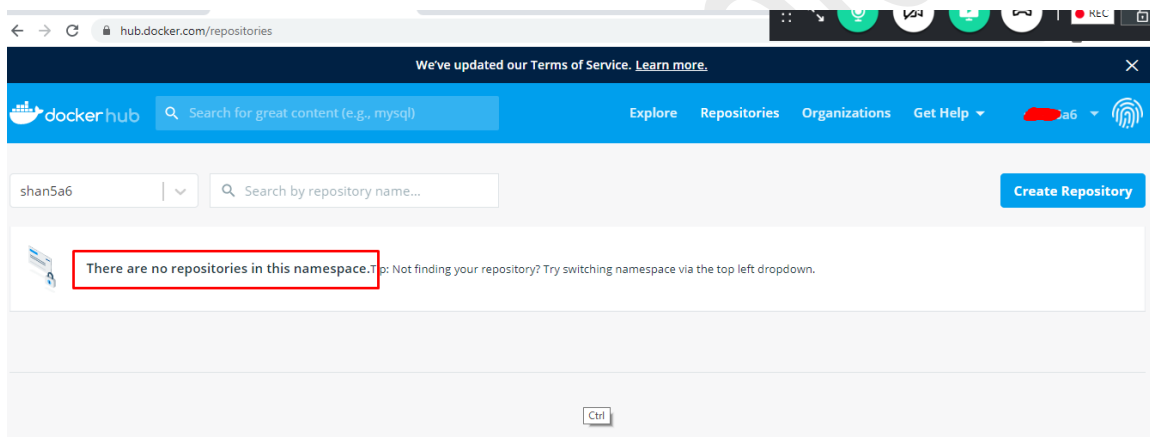 hub.docker.com/repositories
REC
We've updated our Terms of Service. Learn more.
dockerhub
Search for great content (e.g., mysql)
Explore Repositories Organizations Get Help
a6
shan5a6
Search by repository name...
Create Repository
There are no repositories in this namespace. Tip: Not finding your repository? Try switching namespace via the top left dropdown.
Ctrl